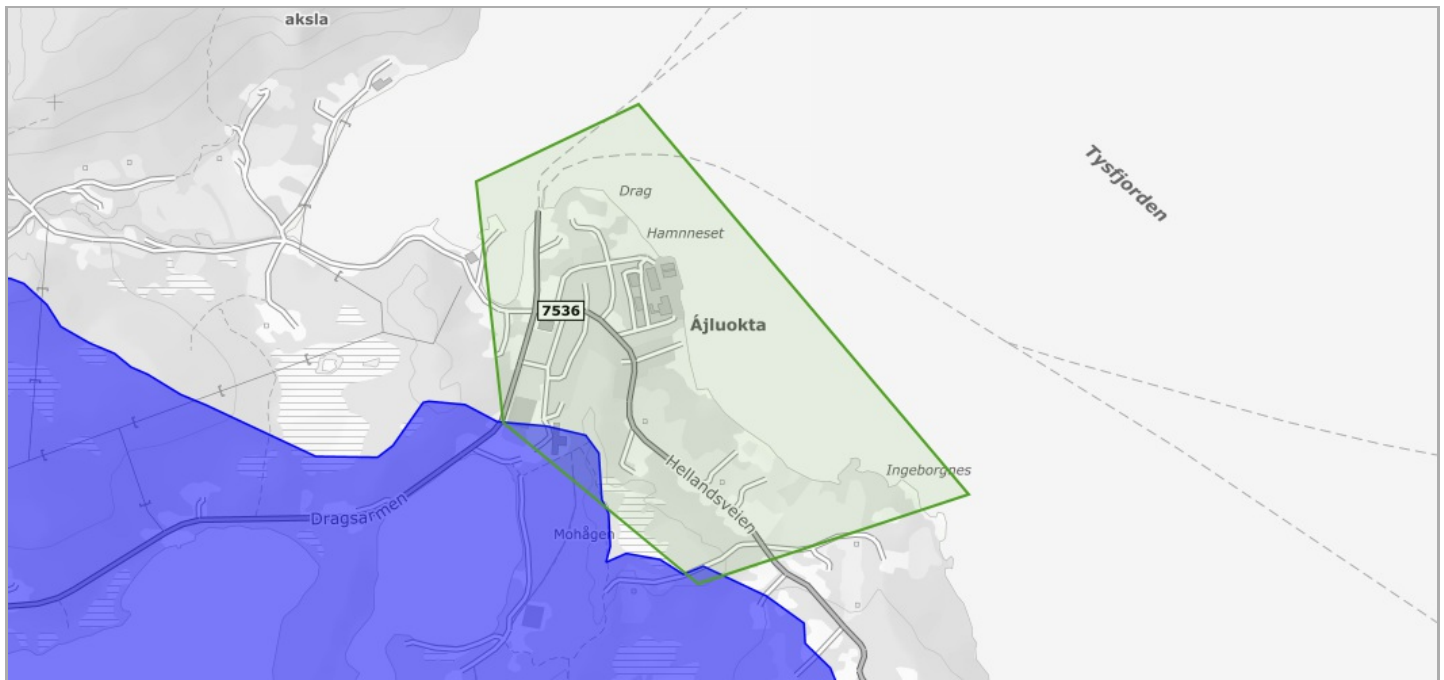 aksla
Tysfjorden
Drag
Hamnneset
7536
Ájluokta
Hellandsveien
Ingeborgnes
Dragsarmen
Mohågen